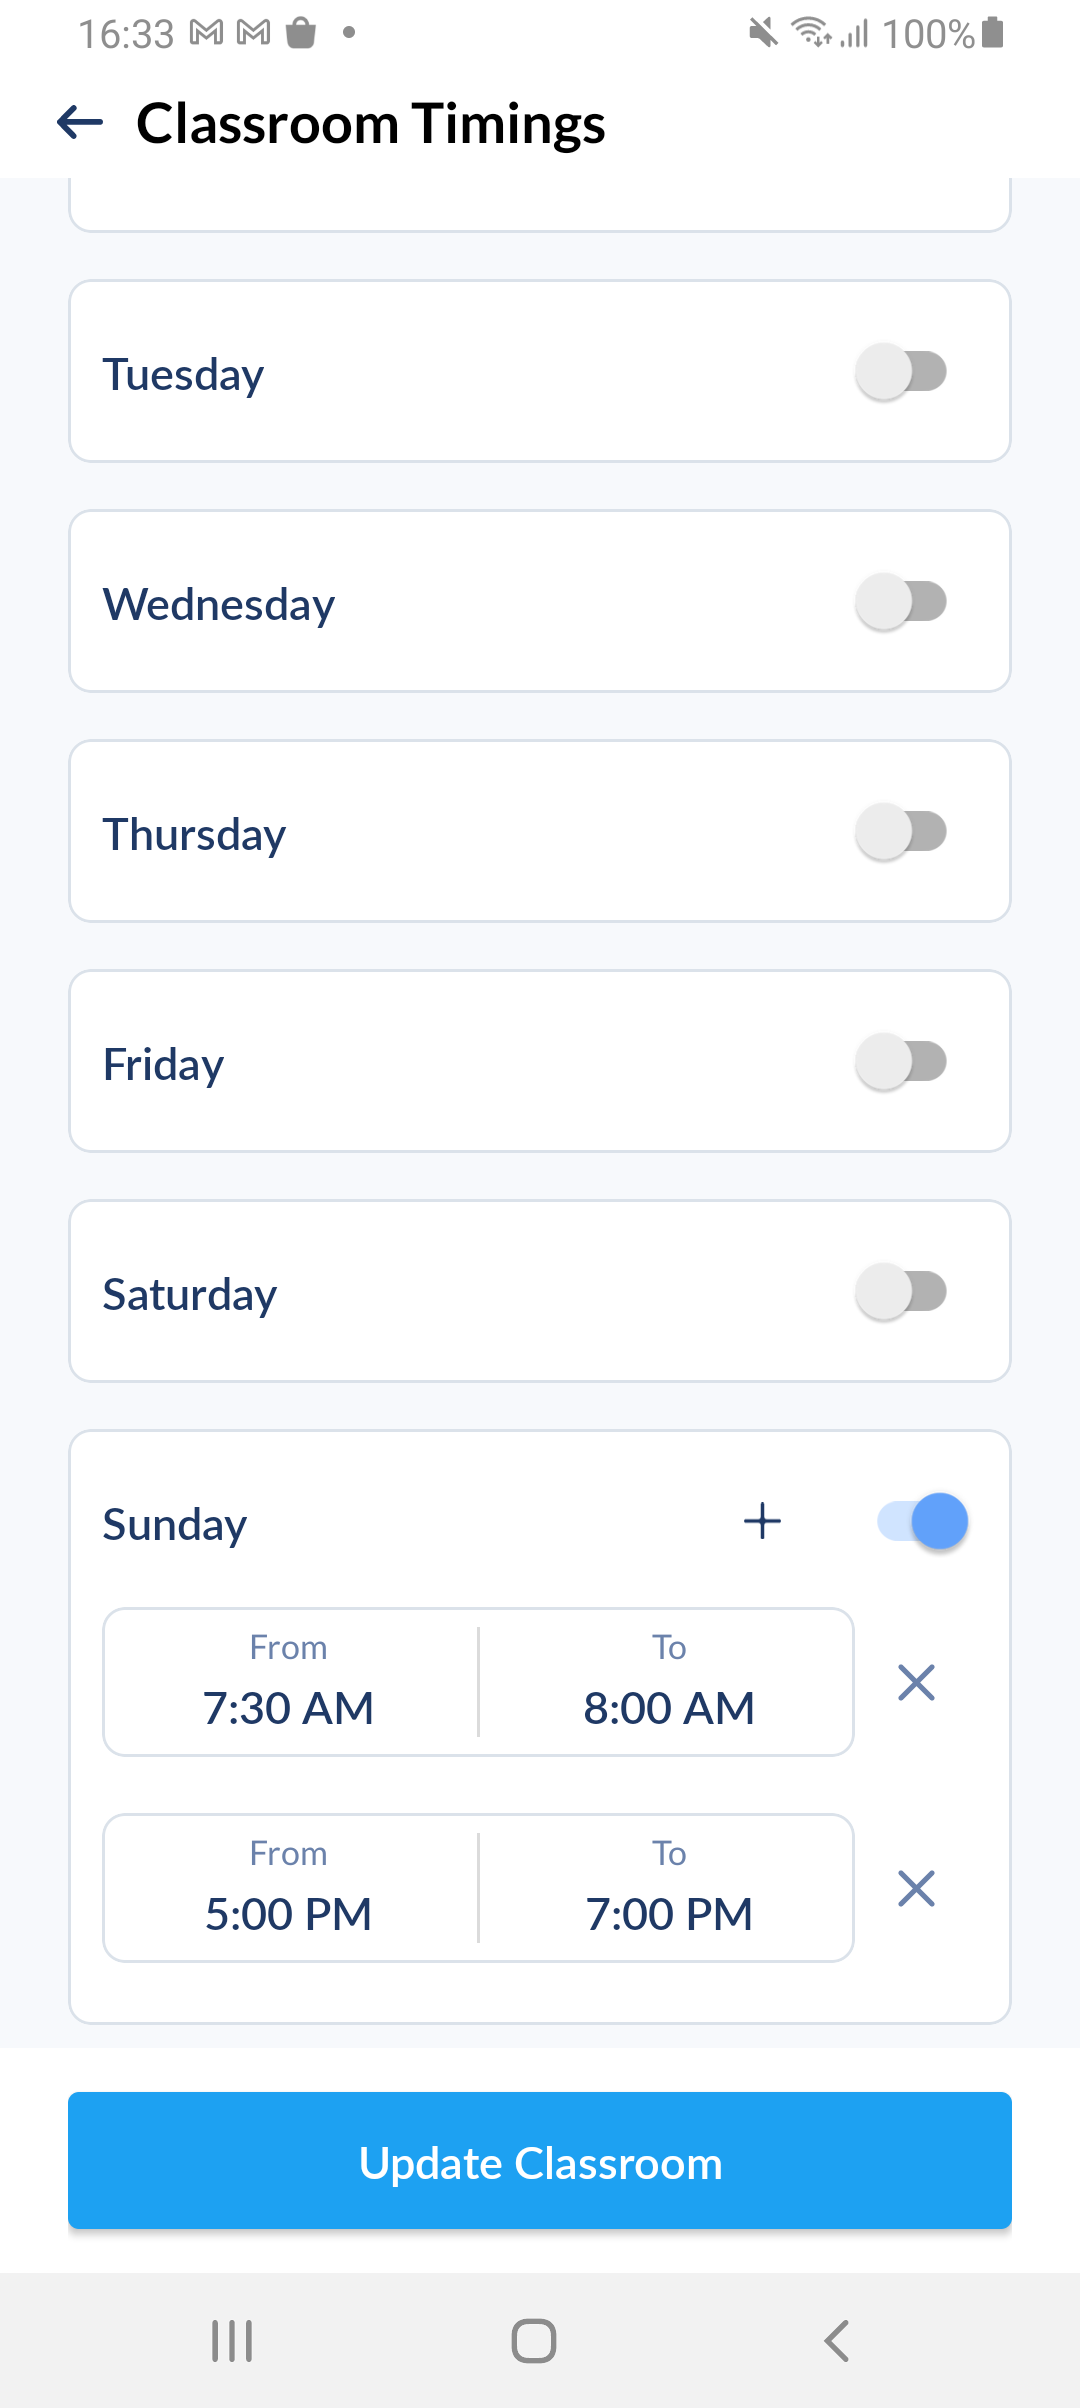 16:33 100%
Classroom Timings
Tuesday
Wednesday
Thursday
Friday
Saturday
Sunday
From To
7:30 AM 8:00 AM
From To
5:00 PM 7:00 PM
Update Classroom